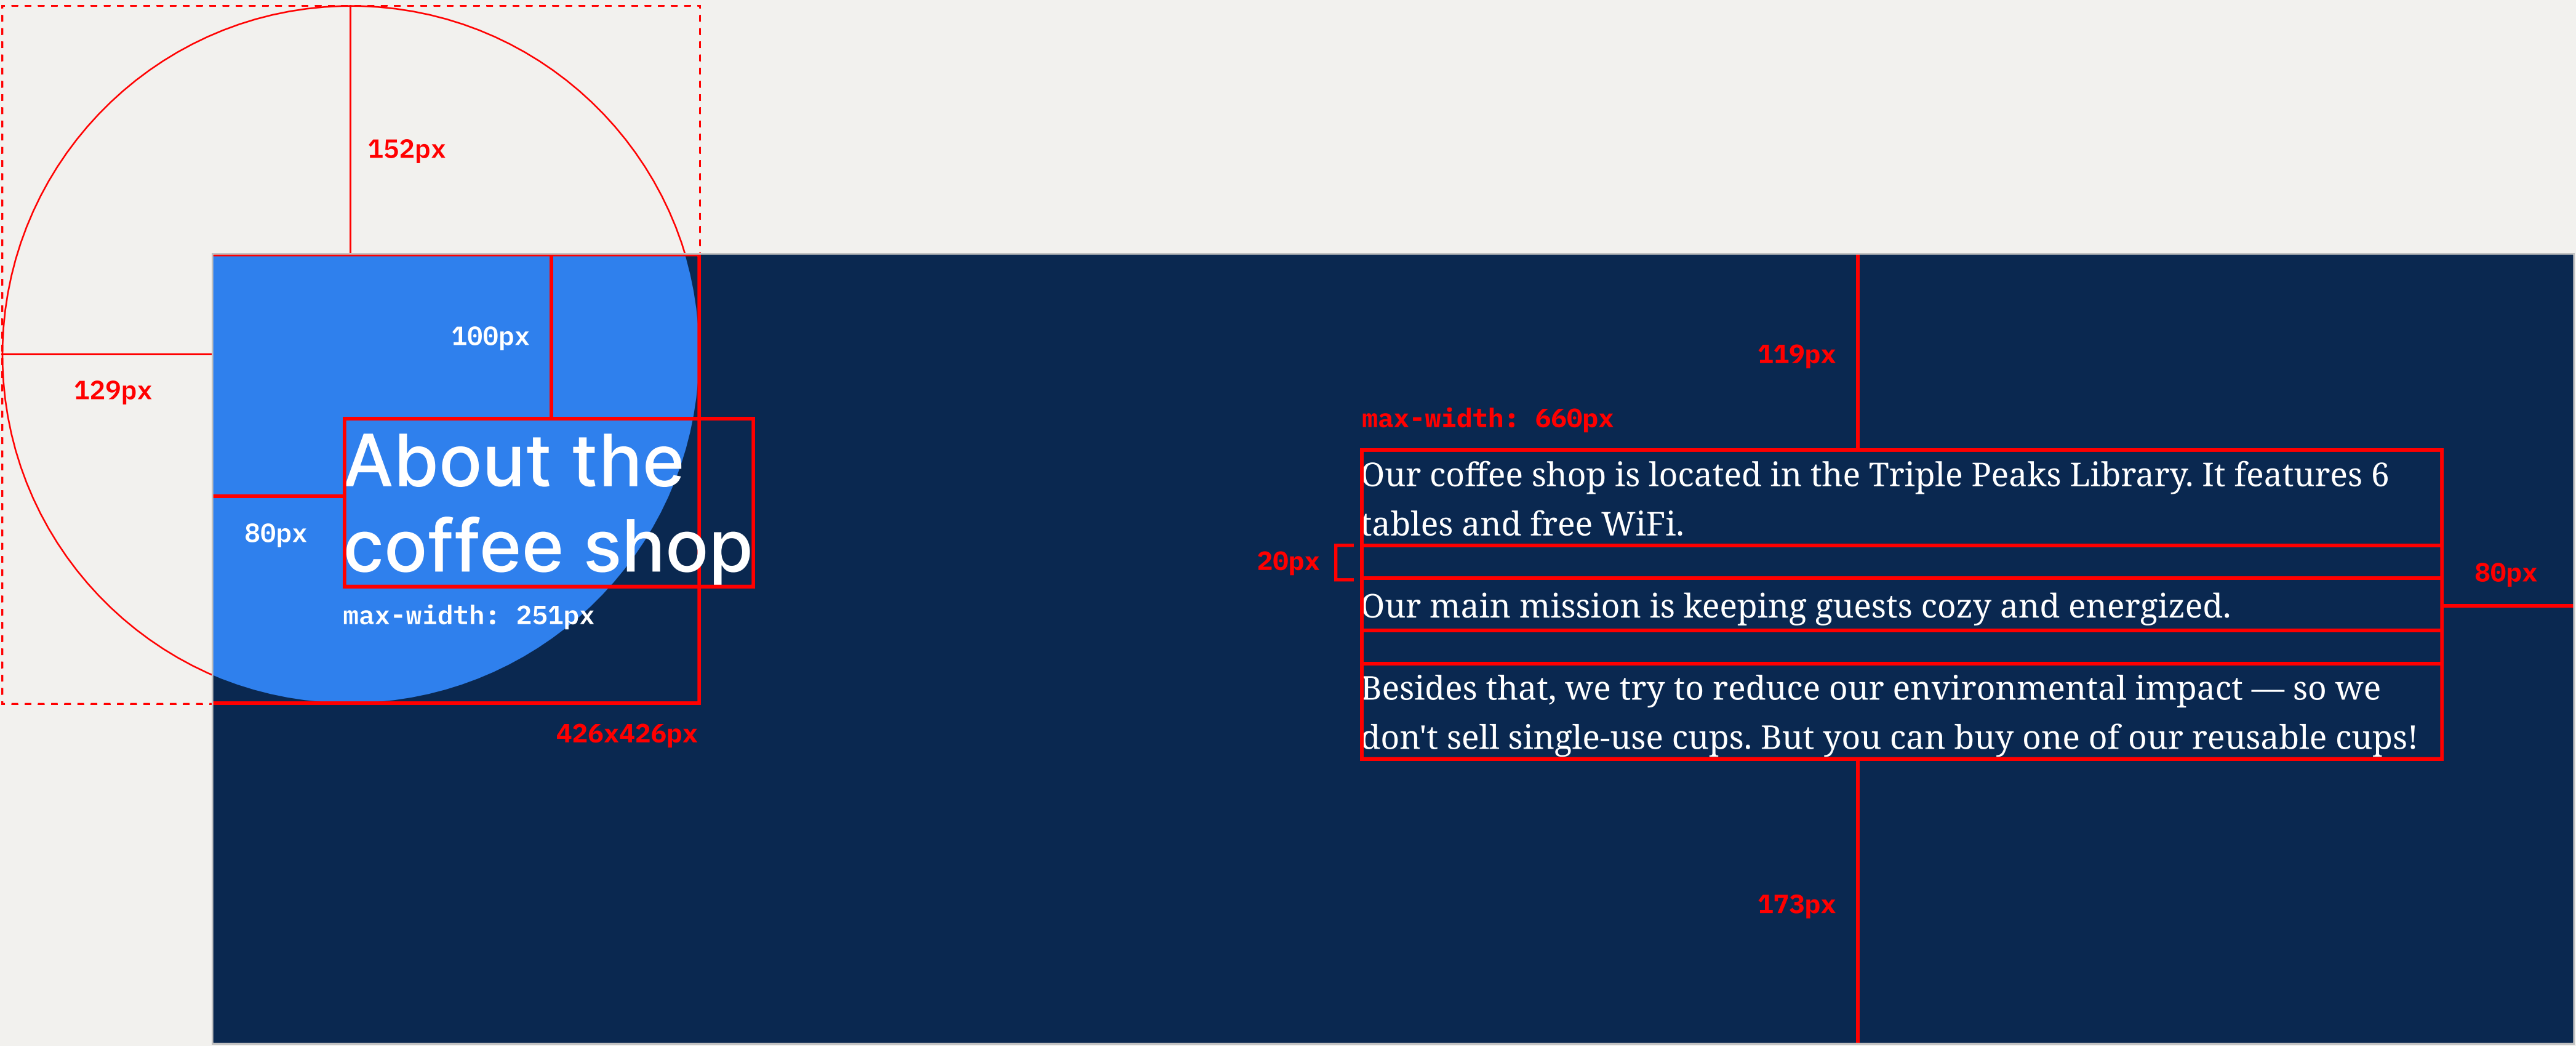 152px
129px
100px
80px
About the
coffee shop
max-width: 251px
426x426px
119px
max-width: 660px
Our coffee shop is located in the Triple Peaks Library. It features 6
tables and free WiFi.
20px
Our main mission is keeping guests cozy and energized.
80px
Besides that, we try to reduce our environmental impact — so we
don't sell single-use cups. But you can buy one of our reusable cups!
173px